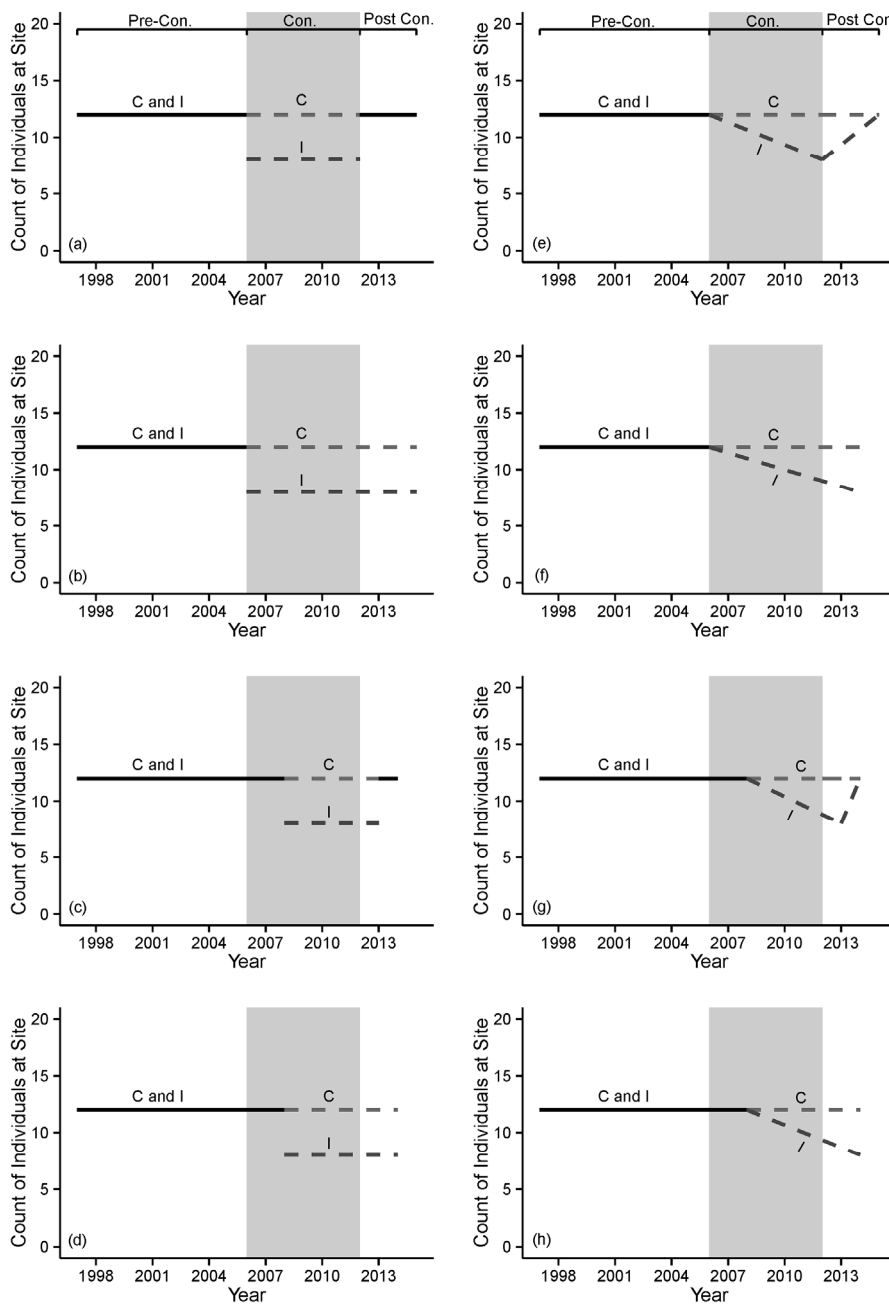 Pre-Con. Con. Post Con.
20
15
10
5
0
Count of Individuals at Site
C and I
C
I
(a)
1998 2001 2004 2007 2010 2013
Year
Pre-Con. Con. Post Con
20
15
10
5
0
Count of Individuals at Site
C and I
C
I
(e)
1998 2001 2004 2007 2010 2013
Year
20
15
10
5
0
Count of Individuals at Site
C and I
C
I
(b)
1998 2001 2004 2007 2010 2013
Year
20
15
10
5
0
Count of Individuals at Site
C and I
C
I
(f)
1998 2001 2004 2007 2010 2013
Year
20
15
10
5
0
Count of Individuals at Site
C and I
C
I
(c)
1998 2001 2004 2007 2010 2013
Year
20
15
10
5
0
Count of Individuals at Site
C and I
C
I
(g)
1998 2001 2004 2007 2010 2013
Year
20
15
10
5
0
Count of Individuals at Site
C and I
C
I
(d)
1998 2001 2004 2007 2010 2013
Year
20
15
10
5
0
Count of Individuals at Site
C and I
C
I
(h)
1998 2001 2004 2007 2010 2013
Year